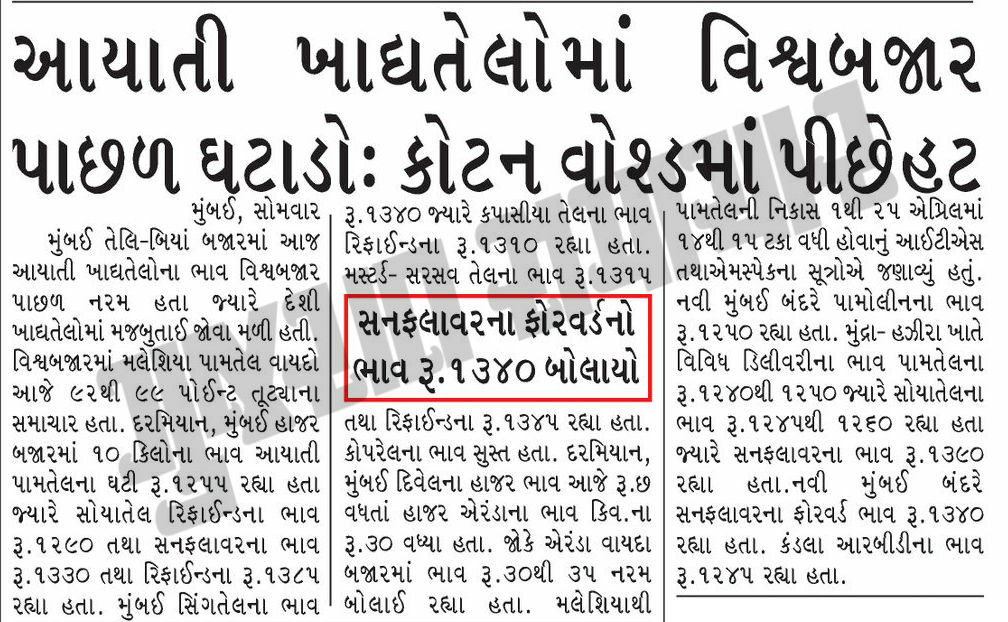 આયાતી ખાદ્યતેલોમાં વિશ્વબજાર
પાછળ ઘટાડો: કોટન વોશ્ડમાં પીછેહટ
મુંબઈ, સોમવાર
મુંબઈ તેલિ-બિયાં બજારમાં આજ
આયાતી ખાદ્યતેલોના ભાવ વિશ્વબજાર
પાછળ નરમ હતા જ્યારે દેશી
ખાદ્યતેલોમાં મજબુતાઈ જોવા મળી હતી.
વિશ્વબજારમાં મલેશિયા પામતેલ વાયદો
આજે ૯૨થી ૯૯ પોઈન્ટ તૂટ્યાના
સમાચાર હતા. દરમિયાન, મુંબઈ હાજર
બજારમાં ૧૦ કિલોના ભાવ આયાતી
પામતેલના ઘટી રૂ.૧૨૫૫ રહ્યા હતા
જ્યારે સોયાતેલ રિફાઈન્ડના ભાવ
રૂ.૧૨૯૦ તથા સનફલાવરના ભાવ
રૂ.૧૩૩૦ તથા રિફાઈન્ડના રૂ.૧૩૮૫
રહ્યા હતા. મુંબઈ સિંગતેલના ભાવ
રૂ.૧૩૪૦ જ્યારે કપાસીયા તેલના ભાવ
રિફાઈન્ડના રૂ.૧૩૧૦ રહ્યા હતા.
મસ્ટર્ડ- સરસવ તેલના ભાવ રૂ.૧૩૧૫
સનફલાવરના ફોરવર્ડનો
ભાવ રૂ.૧૩૪૦ બોલાયો
તથા રિફાઈન્ડના રૂ.૧૩૪૫ રહ્યા હતા.
કોપરેલના ભાવ સુસ્ત હતા. દરમિયાન,
મુંબઈ દિવેલના હાજર ભાવ આજે રૂ.૭
વધતાં હાજર એરંડાના ભાવ કિવ.ના
રૂ.૩૦ વધ્યા હતા. જોકે એરંડા વાયદા
બજારમાં ભાવ રૂ.૩૦થી ૩૫ નરમ
બોલાઈ રહ્યા હતા. મલેશિયાથી
પામતેલની નિકાસ ૧થી ૨૫ એપ્રિલમાં
૧૪થી ૧૫ ટકા વધી હોવાનું આઈટીએસ
તથાએમસ્પેકના સૂત્રોએ જણાવ્યું હતું.
નવી મુંબઈ બંદરે પામોલીનના ભાવ
રૂ.૧૨૫૦ રહ્યા હતા. મુંદ્રા- હઝીરા ખાતે
વિવિધ ડિલીવરીના ભાવ પામતેલના
રૂ.૧૨૪૦થી ૧૨૫૦ જ્યારે સોયાતેલના
ભાવ રૂ.૧૨૪૫થી ૧૨૬૦ રહ્યા હતા
જ્યારે સનફલાવરના ભાવ રૂ.૧૩૯૦
રહ્યા હતા.નવી મુંબઈ બંદરે
સનફલાવરના ફોરવર્ડ ભાવ રૂ.૧૩૪૦
રહ્યા હતા. કંડલા આરબીડીના ભાવ
રૂ.૧૨૪૫ રહ્યા હતા.
ગુજરાત સમાચાર